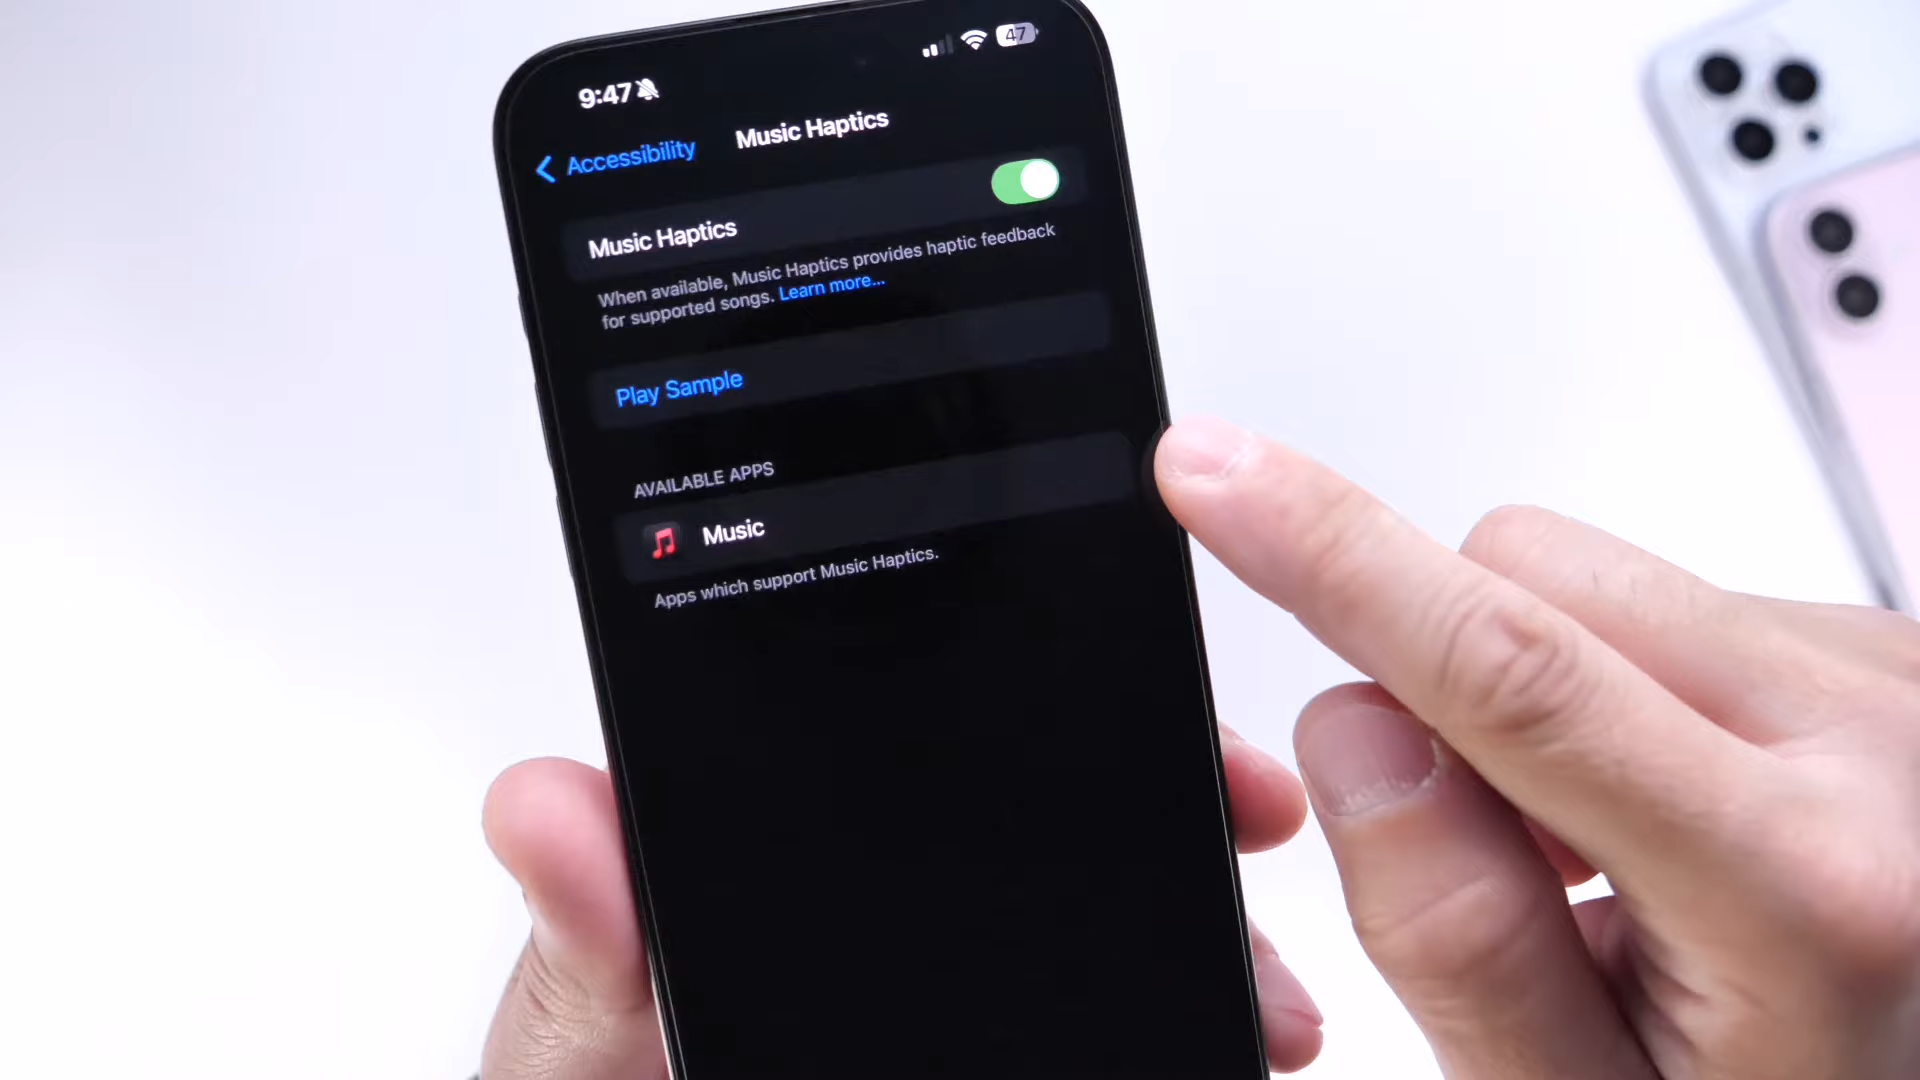 9:47
47
Accessibility
Music Haptics
Music Haptics
When available, Music Haptics provides haptic feedback
for supported songs. Learn more...
Play Sample
AVAILABLE APPS
Music
Apps which support Music Haptics.